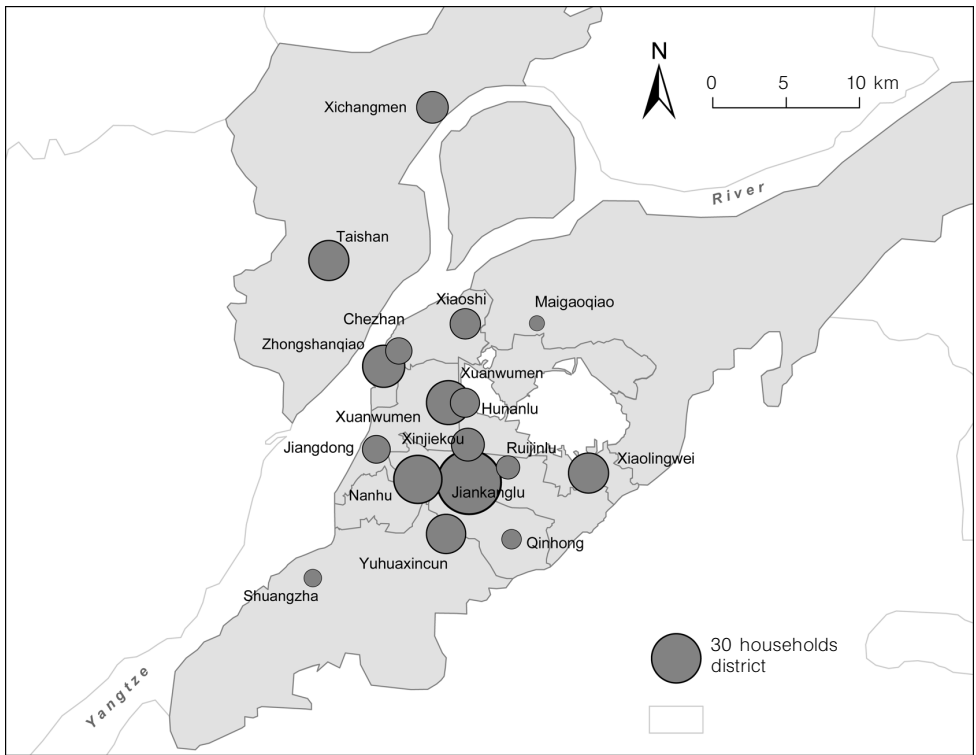 N
0 5 10 km
Xichangmen
River
Taishan
Xiaoshi
Maigaoqiao
Chezhan
Zhongshanqiao
Xuanwumen
Hunanlu
Xuanwumen
Xinjiekou
Jiangdong
Ruijinlu
Xiaolingwei
Nanhu
Jiankanglu
Qinhong
Yuhuaxincun
Shuangzha
30 households
district
Yangtze